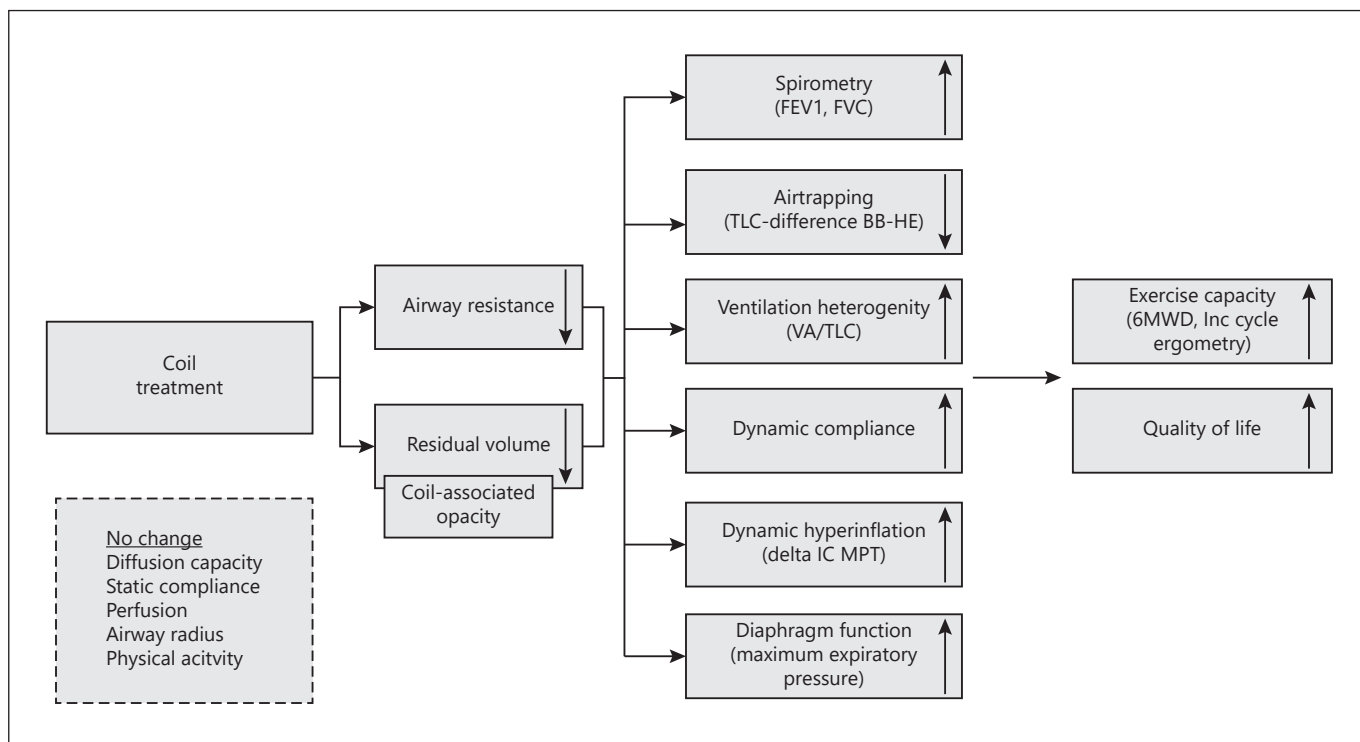 Coil
treatment
No change
Diffusion capacity
Static compliance
Perfusion
Airway radius
Physical acitvity
Airway resistance
Residual volume
Coil-associated
opacity
Spirometry
(FEV1, FVC)
Airtrapping
(TLC-difference BB-HE)
Ventilation heterogenity
(VA/TLC)
Dynamic compliance
Dynamic hyperinflation
(delta IC MPT)
Diaphragm function
(maximum expiratory
pressure)
Exercise capacity
(6MWD, Inc cycle
ergometry)
Quality of life